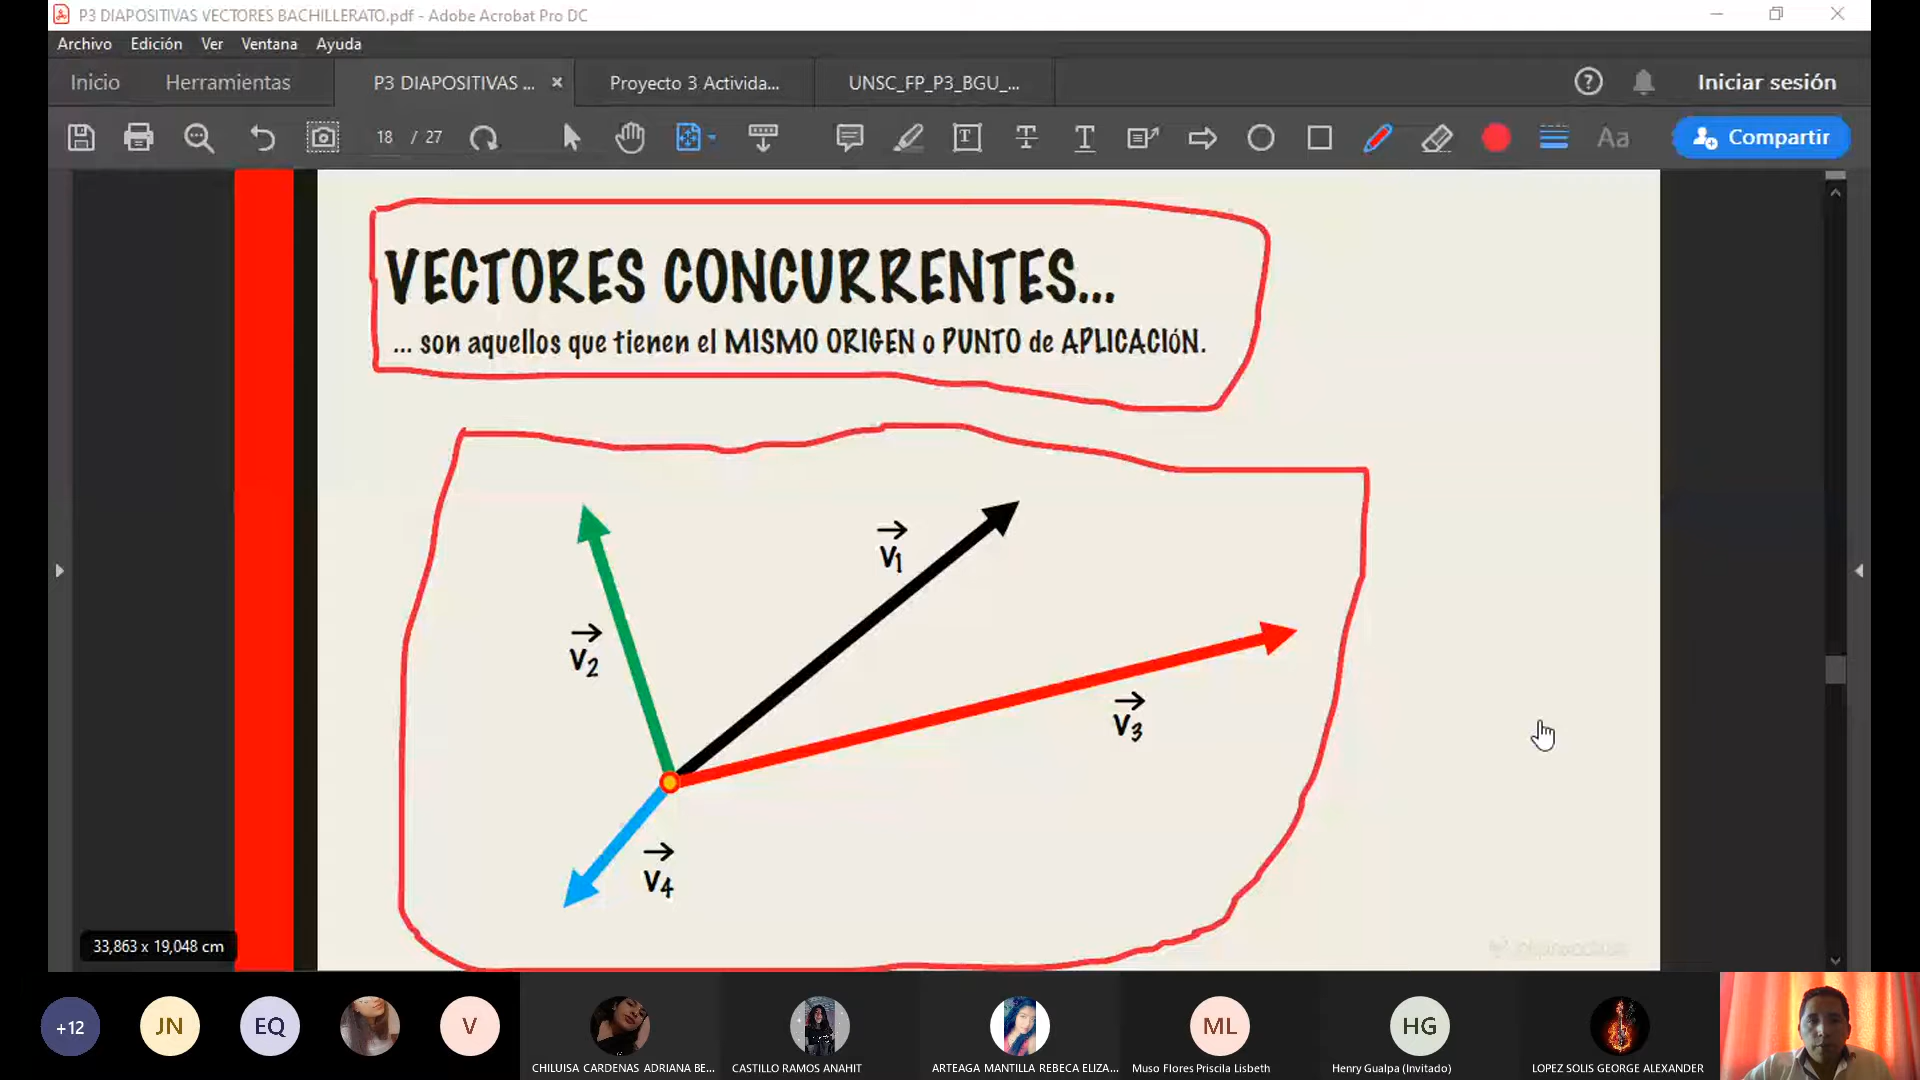 P3 DIAPOSITIVAS VECTORES BACHILLERATO.pdf - Adobe Acrobat Pro DC
Archivo Edición Ver Ventana Ayuda
Inicio Herramientas P3 DIAPOSITIVAS ... × Proyecto 3 Activida... UNSC_FP_P3_BGU_... Iniciar sesión
18 / 27 Aa Compartir
VECTORES CONCURRENTES...
... son aquellos que tienen el MISMO ORIGEN o PUNTO de APLICACIÓN.
V1
V2
V3
V4
33,863 x 19,048 cm
+12 JN EQ V ML HG
CHILUISA CARDENAS ADRIANA BE... CASTILLO RAMOS ANAHIT ARTEAGA MANTILLA REBECA ELIZA... Muso Flores Priscila Lisbeth Henry Gualpa (Invitado) LOPEZ SOLIS GEORGE ALEXANDER